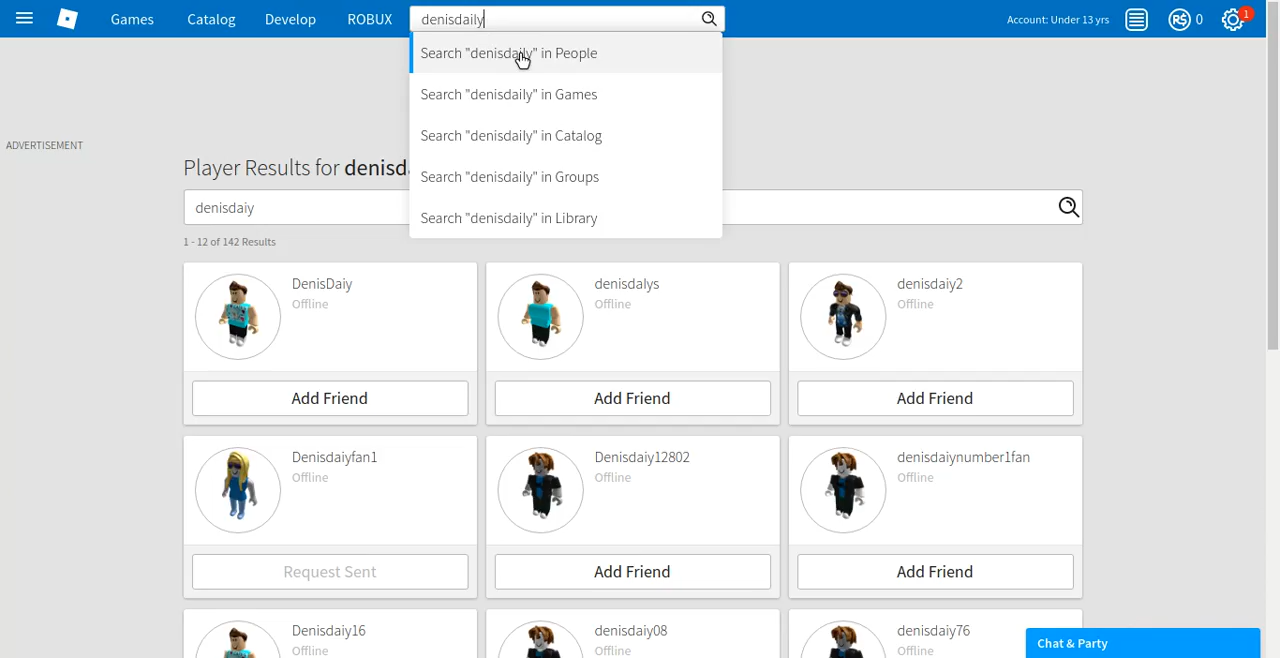 Games Catalog Develop ROBUX denisdaily Account: Under 13 yrs R$ 0 1
Search "denisdaily" in People
Search "denisdaily" in Games
Search "denisdaily" in Catalog
Search "denisdaily" in Groups
Search "denisdaily" in Library
ADVERTISEMENT
Player Results for denisd
denisdaiy
1 - 12 of 142 Results
DenisDaiy
Offline
Add Friend
denisdalys
Offline
Add Friend
denisdaiy2
Offline
Add Friend
Denisdaiyfan1
Offline
Request Sent
Denisdaiy12802
Offline
Add Friend
denisdaiynumber1fan
Offline
Add Friend
Denisdaiy16
Offline
denisdaiy08
Offline
denisdaiy76
Offline
Chat & Party